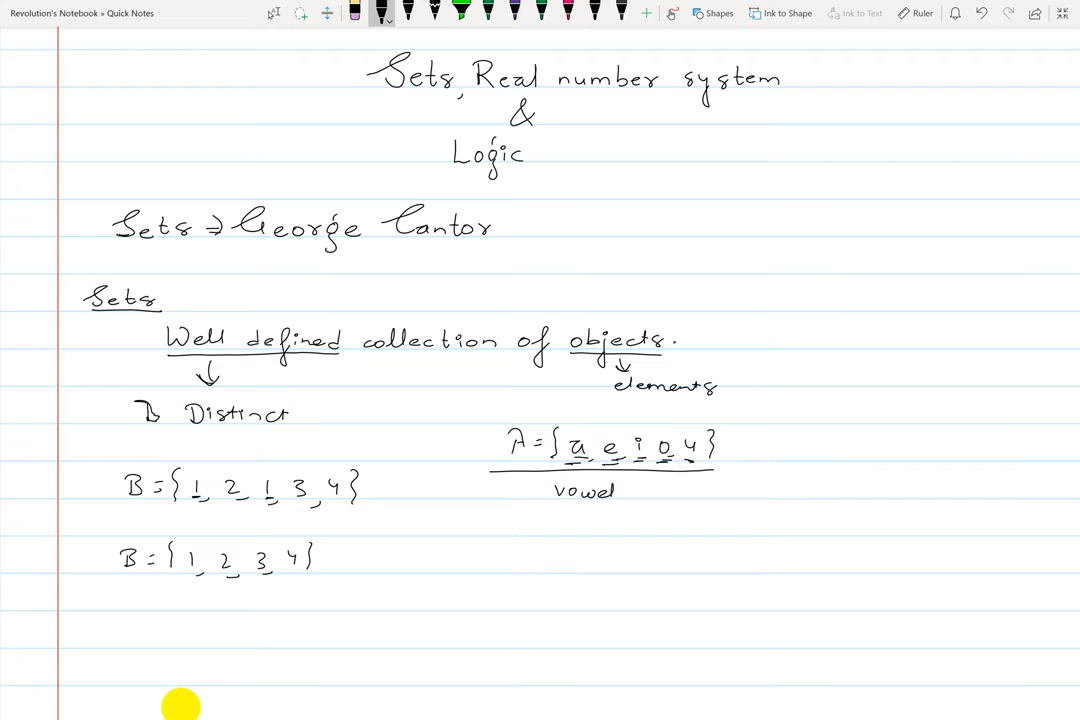 Revolution's Notebook » Quick Notes
Shapes
Ink to Shape
Ink to Text
Ruler
Sets, Real number system
&
Logic
Sets ⇒ George Cantor
Sets
Well defined collection of objects.
elements
Distinct
A = { a, e, i, o, u }
B = { 1, 2, 1, 3, 4 }
vowel
B = { 1, 2, 3, 4 }